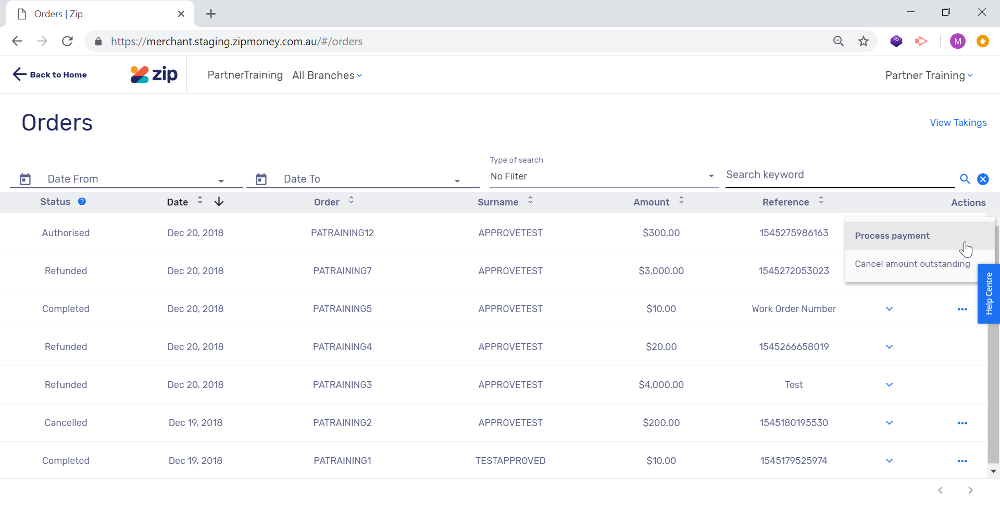 Orders | Zip
https://merchant.staging.zipmoney.com.au/#/orders
M
Back to Home
zip
PartnerTraining All Branches
Partner Training
Orders
View Takings
Date From
Date To
Type of search
No Filter
Search keyword
Status ? Date Order Surname Amount Reference Actions
Authorised Dec 20, 2018 PATRAINING12 APPROVETEST $300.00 1545275986163
Process payment
Refunded Dec 20, 2018 PATRAINING7 APPROVETEST $3,000.00 1545272053023
Cancel amount outstanding
Help Centre
Completed Dec 20, 2018 PATRAINING5 APPROVETEST $10.00 Work Order Number
Refunded Dec 20, 2018 PATRAINING4 APPROVETEST $20.00 1545266658019
Refunded Dec 20, 2018 PATRAINING3 APPROVETEST $4,000.00 Test
Cancelled Dec 19, 2018 PATRAINING2 APPROVETEST $200.00 1545180195530
Completed Dec 19, 2018 PATRAINING1 TESTAPPROVED $10.00 1545179525974